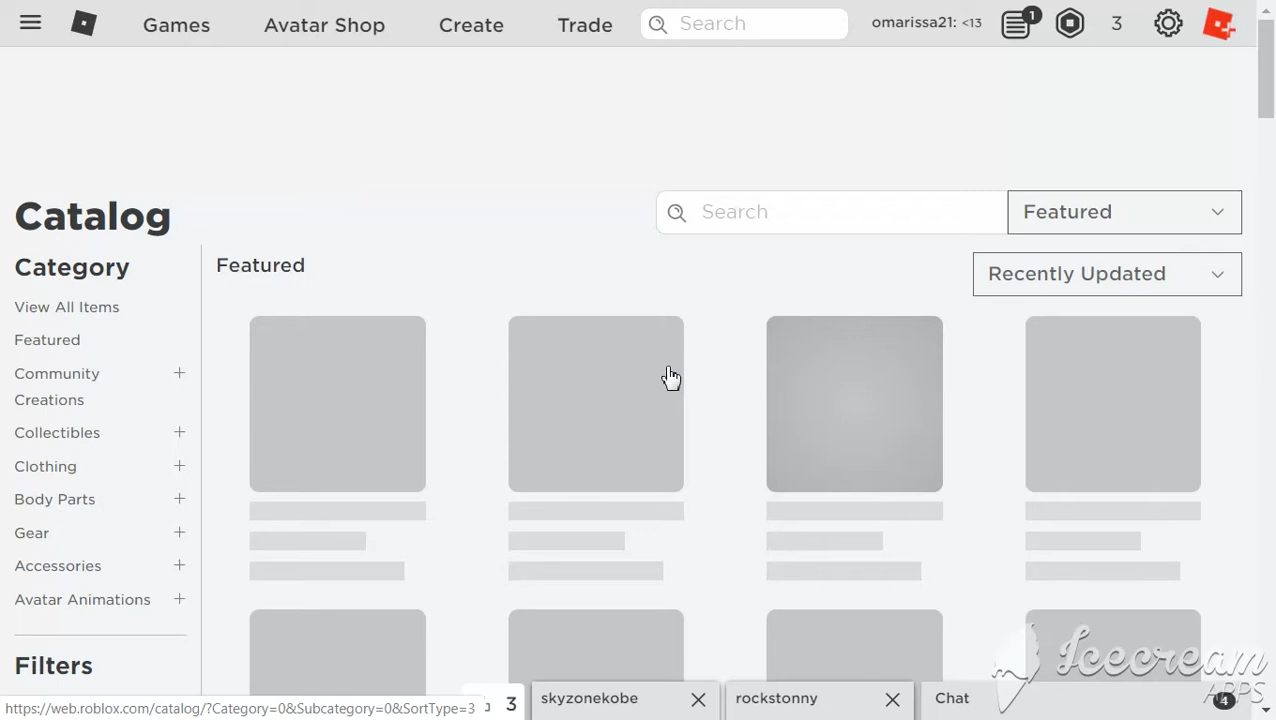 Games Avatar Shop Create Trade Search omarissa21: <13 1 3
Catalog Search Featured
Category Featured Recently Updated
View All Items
Featured
Community
Creations
Collectibles
Clothing
Body Parts
Gear
Accessories
Avatar Animations
Filters
Icecream
APPS
https://web.roblox.com/catalog/?Category=0&Subcategory=0&SortType=3 3 skyzonekobe rockstonny Chat 4